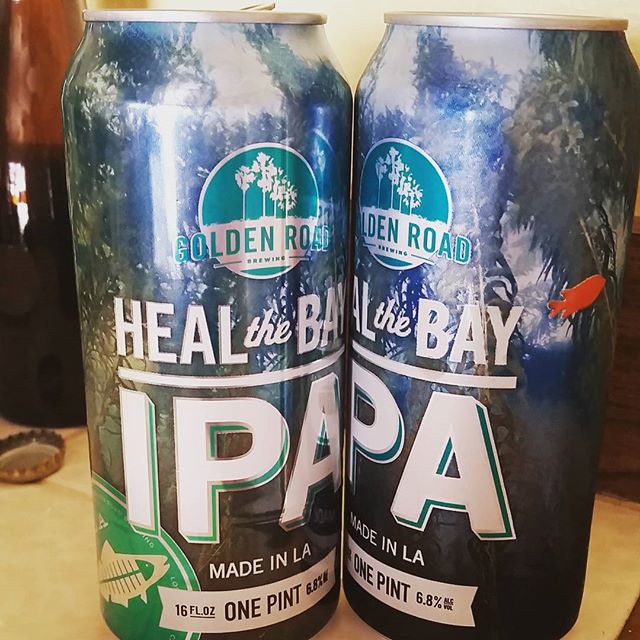 GOLDEN ROAD
BREWING
HEAL the BAY
IPA
MADE IN LA
16 FL.OZ ONE PINT 6.8%
GOLDEN ROAD
BREWING
AL the BAY
PA
MADE IN LA
ONE PINT 6.8% ALC VOL